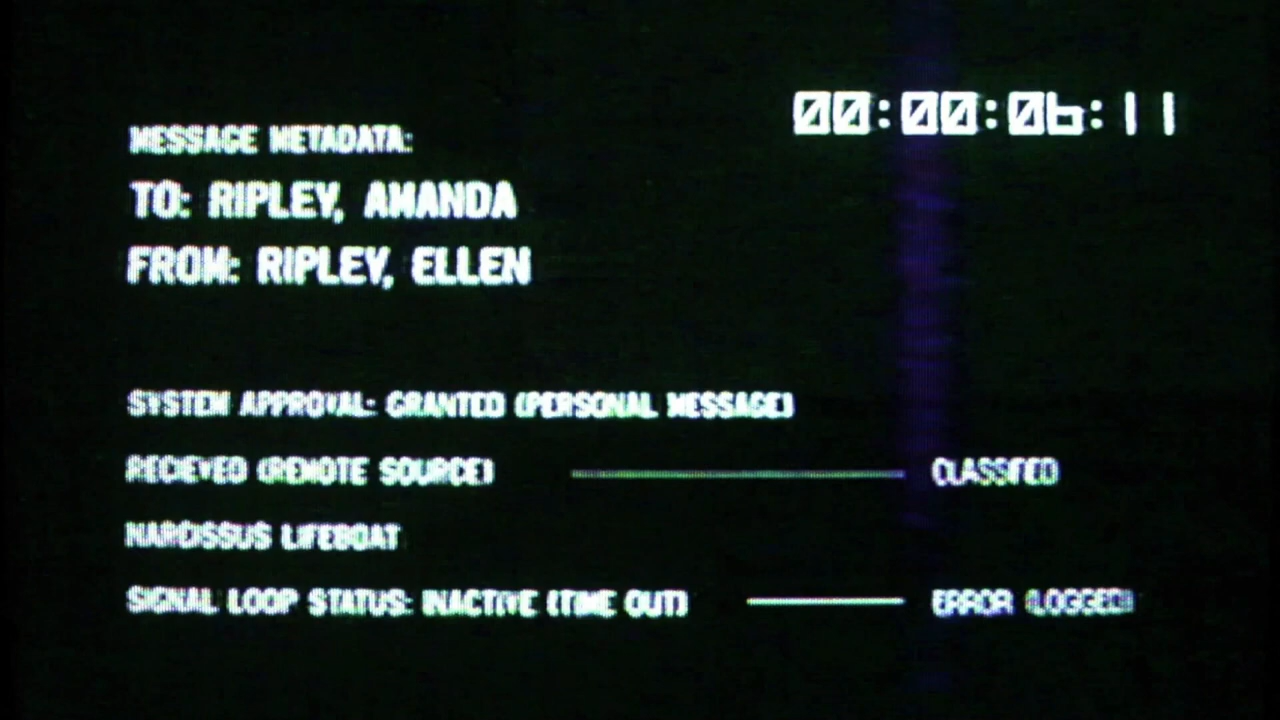 00:00:06:11
MESSAGE METADATA:
TO: RIPLEY, AMANDA
FROM: RIPLEY, ELLEN
SYSTEM APPROVAL: GRANTED (PERSONAL MESSAGE)
RECIEVED (REMOTE SOURCE) CLASSIFIED
NARCISSUS LIFEBOAT
SIGNAL LOOP STATUS: INACTIVE (TIME OUT) ERROR (LOGGED)